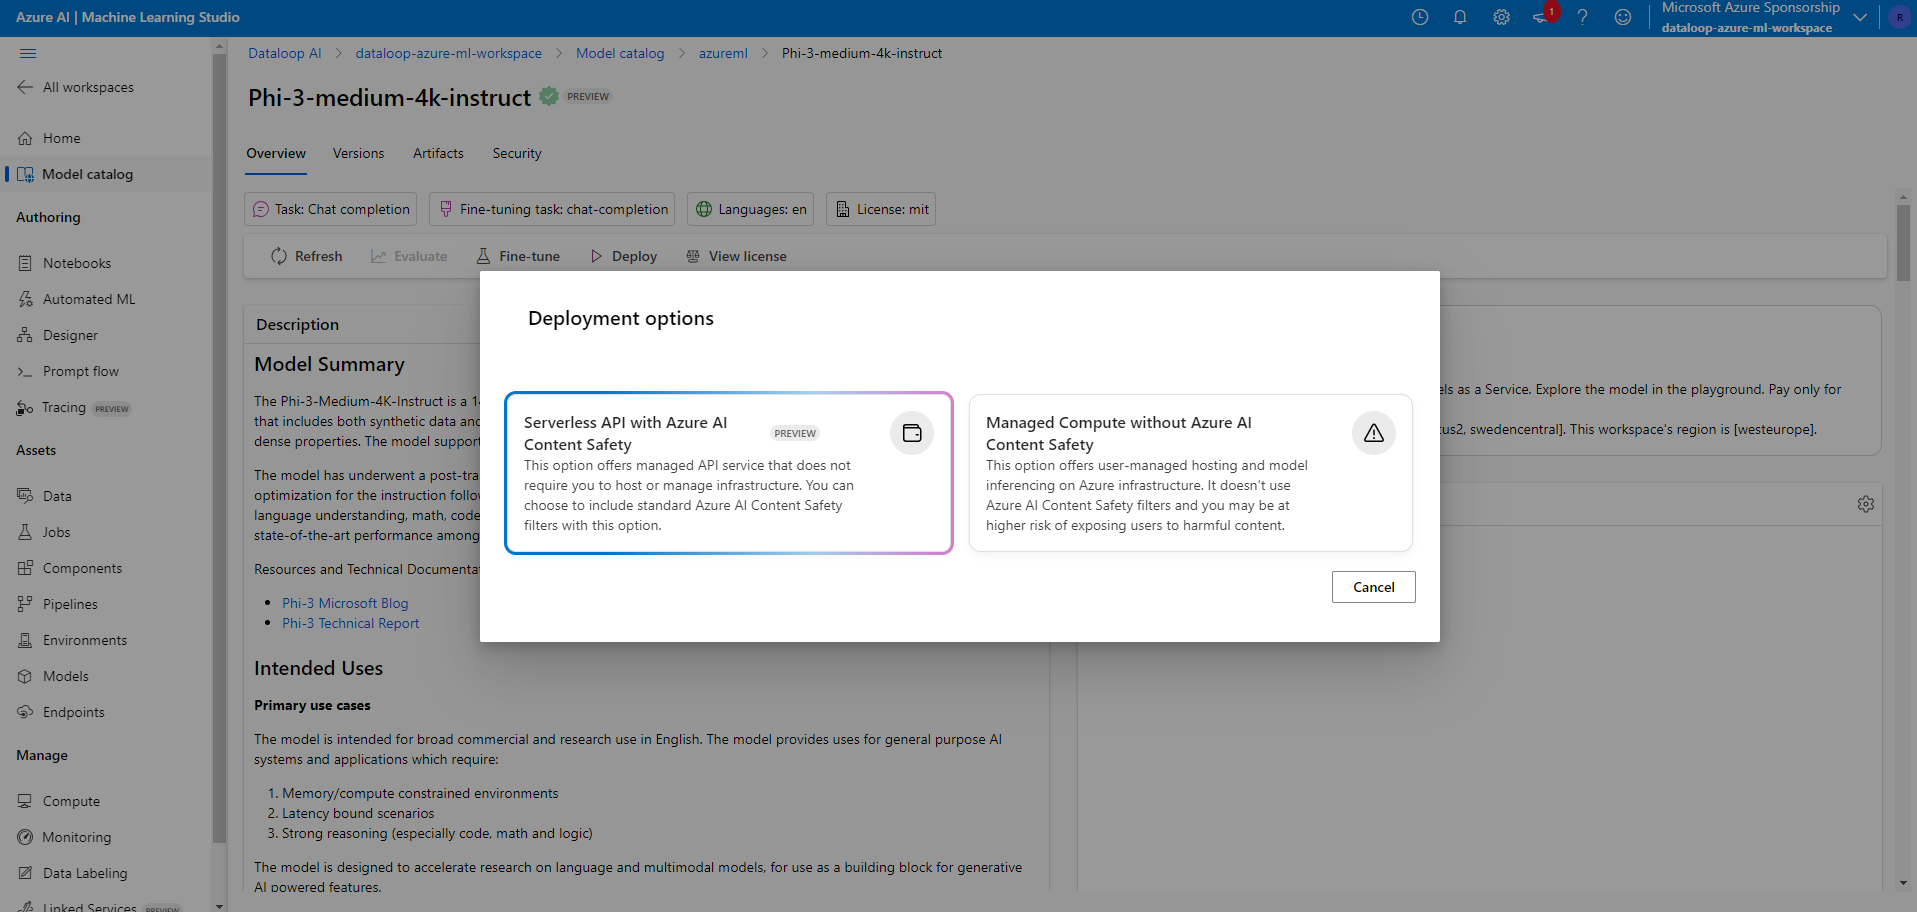 Azure AI | Machine Learning Studio
1
Microsoft Azure Sponsorship
dataloop-azure-ml-workspace
R
All workspaces
Home
Model catalog
Authoring
Notebooks
Automated ML
Designer
Prompt flow
Tracing PREVIEW
Assets
Data
Jobs
Components
Pipelines
Environments
Models
Endpoints
Manage
Compute
Monitoring
Data Labeling
Linked Services PREVIEW
Dataloop AI > dataloop-azure-ml-workspace > Model catalog > azureml > Phi-3-medium-4k-instruct
Phi-3-medium-4k-instruct PREVIEW
Overview Versions Artifacts Security
Task: Chat completion Fine-tuning task: chat-completion Languages: en License: mit
Refresh Evaluate Fine-tune Deploy View license
Description
Model Summary
The Phi-3-Medium-4K-Instruct is a
that includes both synthetic data and
dense properties. The model support
The model has underwent a post-tra
optimization for the instruction follow
language understanding, math, code
state-of-the-art performance among
Resources and Technical Documenta
Phi-3 Microsoft Blog
Phi-3 Technical Report
Intended Uses
Primary use cases
The model is intended for broad commercial and research use in English. The model provides uses for general purpose AI
systems and applications which require:
1. Memory/compute constrained environments
2. Latency bound scenarios
3. Strong reasoning (especially code, math and logic)
The model is designed to accelerate research on language and multimodal models, for use as a building block for generative
AI powered features.
Deployment options
Serverless API with Azure AI
Content Safety
PREVIEW
This option offers managed API service that does not
require you to host or manage infrastructure. You can
choose to include standard Azure AI Content Safety
filters with this option.
Managed Compute without Azure AI
Content Safety
This option offers user-managed hosting and model
inferencing on Azure infrastructure. It doesn't use
Azure AI Content Safety filters and you may be at
higher risk of exposing users to harmful content.
Cancel
els as a Service. Explore the model in the playground. Pay only for
tus2, swedencentral]. This workspace's region is [westeurope].